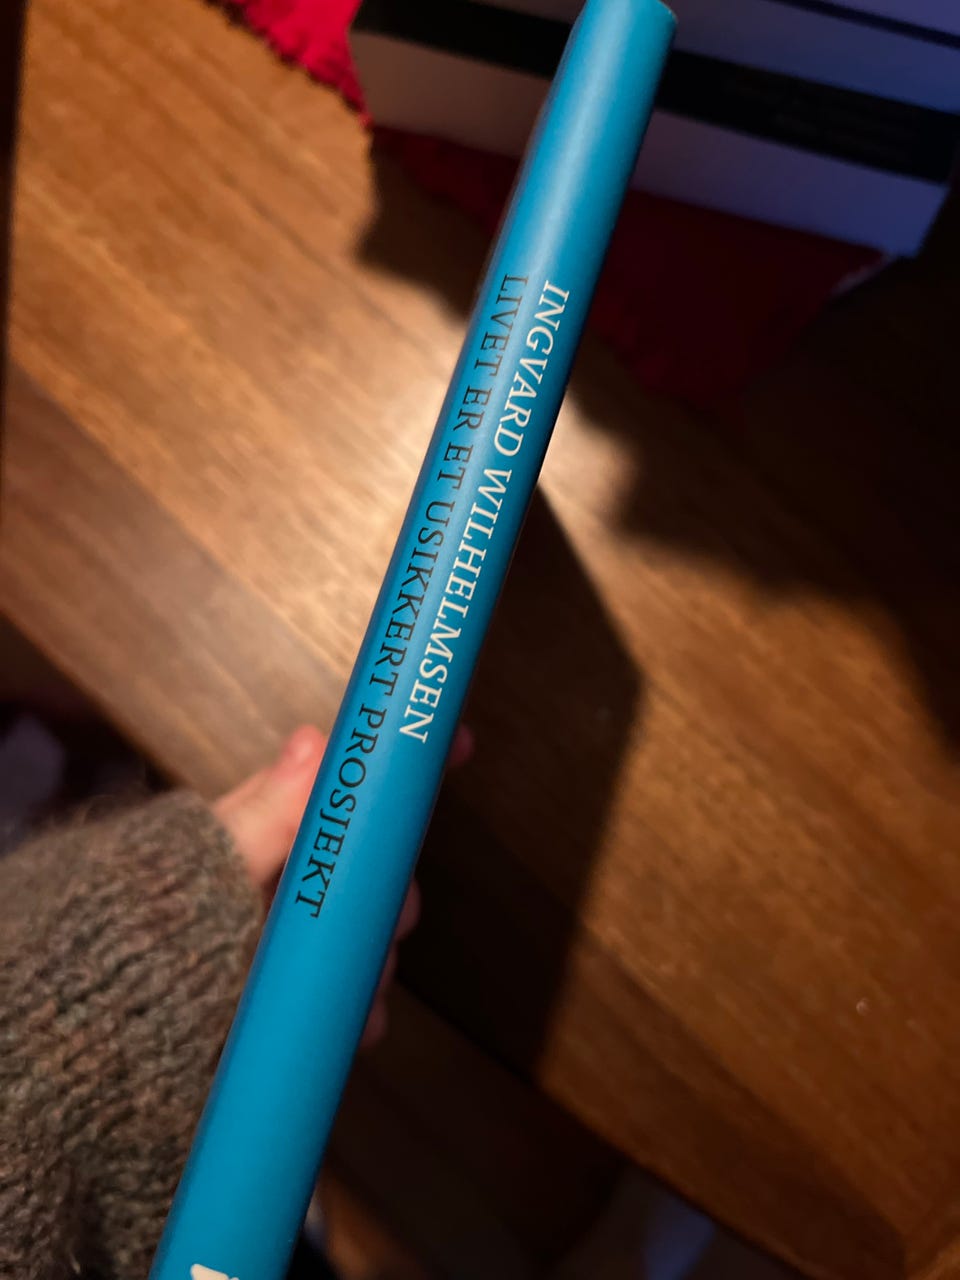 INGVARD WILHELMSEN
LIVET ER ET USIKKERT PROSJEKT